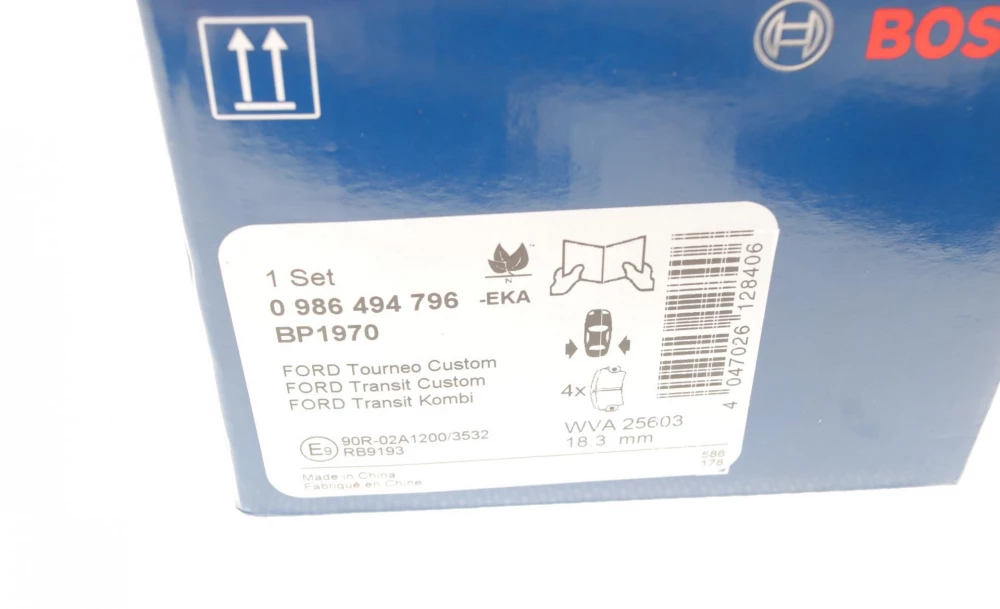 BOS
1 Set
0 986 494 796 -EKA
BP1970
N
FORD Tourneo Custom
FORD Transit Custom
FORD Transit Kombi
4x
WVA 25603
18.3 mm
E9 90R-02A1200/3532
RB9193
Made in China
Fabriqué en Chine
588
178
4 047026 128406